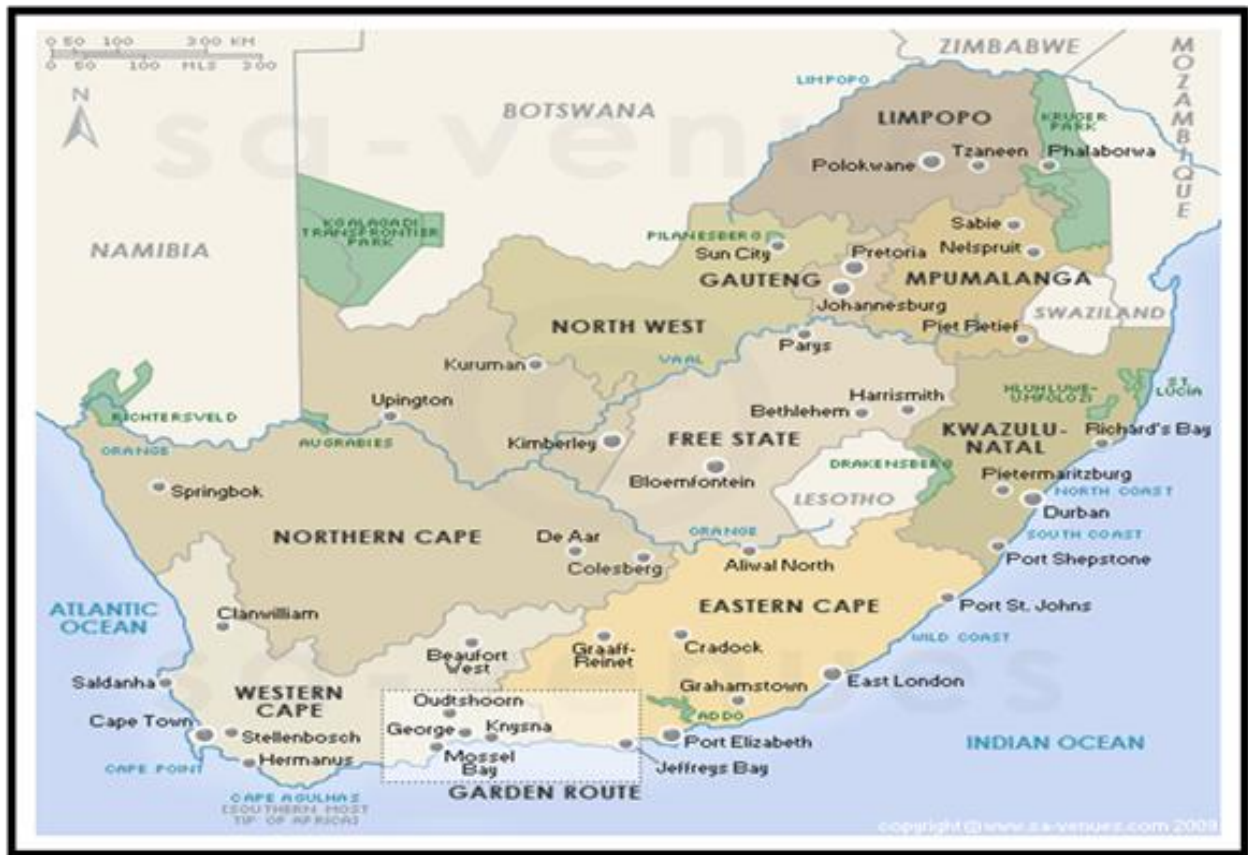 0 50 100 200 KM
0 50 100 MLS 200
N
ZIMBABWE
MOZAMBIQUE
BOTSWANA
NAMIBIA
LIMPOPO
LIMPOPO
KRUGER
PARK
Polokwane
Tzaneen
Phalaborwa
KGALAGADI
TRANSFRONTIER
PARK
PILANESBERG
Sun City
Sabie
Nelspruit
Pretoria
GAUTENG
MPUMALANGA
Johannesburg
SWAZILAND
NORTH WEST
Piet Retief
Parys
VAAL
Kuruman
Harrismith
Bethlehem
HLUHLUWE-
UMFOLOZI
ST.
LUCIA
Upington
RICHTERSVELD
AUGRABIES
ORANGE
Kimberley
FREE STATE
KWAZULU-
NATAL
Richard's Bay
DRAKENSBERG
Bloemfontein
LESOTHO
Pietermaritzburg
NORTH COAST
Durban
Springbok
NORTHERN CAPE
De Aar
Colesberg
ORANGE
Aliwal North
SOUTH COAST
Port Shepstone
ATLANTIC
OCEAN
Clanwilliam
EASTERN CAPE
Port St. Johns
WILD COAST
Beaufort
West
Graaff-
Reinet
Cradock
Saldanha
WESTERN
CAPE
Grahamstown
East London
Oudtshoorn
ADDO
Cape Town
Stellenbosch
George
Knysna
Mossel
Bay
Port Elizabeth
Jeffreys Bay
INDIAN OCEAN
CAPE POINT
Hermanus
CAPE AGULHAS
(SOUTHERN MOST
TIP OF AFRICA)
GARDEN ROUTE
sa-venues
sa-venues
copyright@www.sa-venues.com 2009